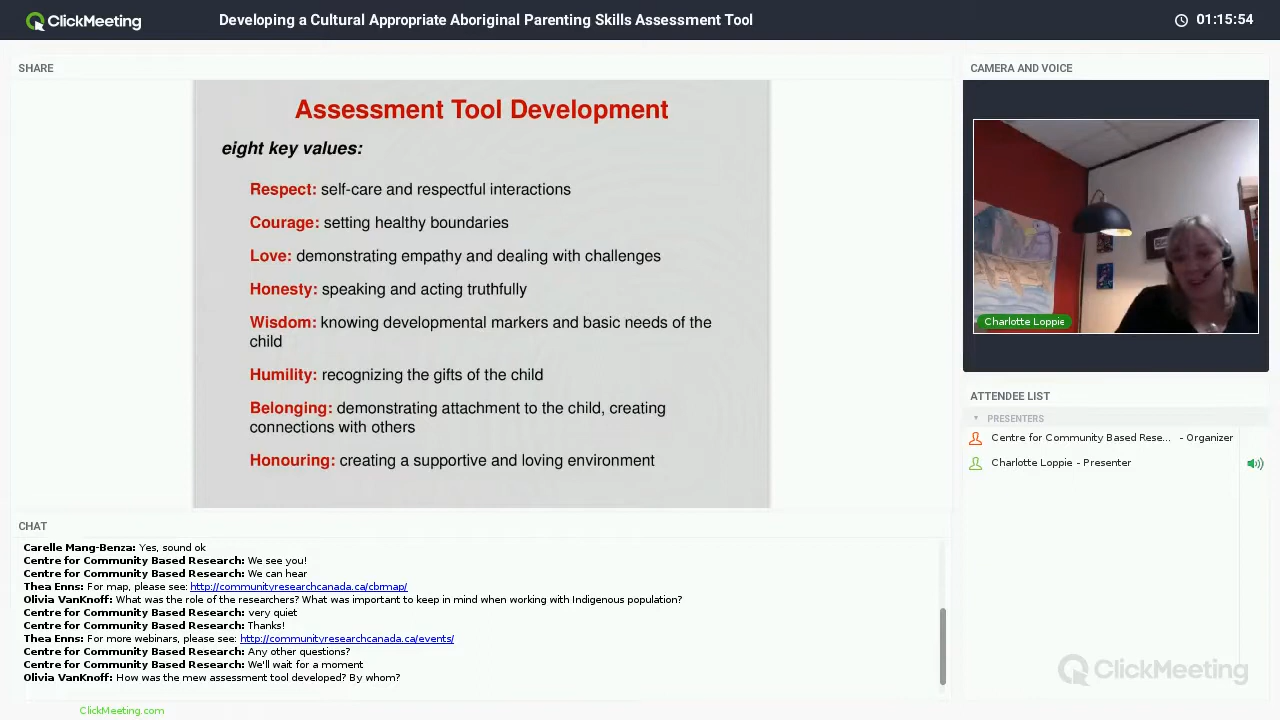 ClickMeeting
Developing a Cultural Appropriate Aboriginal Parenting Skills Assessment Tool
01:15:54
SHARE
Assessment Tool Development
eight key values:
Respect: self-care and respectful interactions
Courage: setting healthy boundaries
Love: demonstrating empathy and dealing with challenges
Honesty: speaking and acting truthfully
Wisdom: knowing developmental markers and basic needs of the
child
Humility: recognizing the gifts of the child
Belonging: demonstrating attachment to the child, creating
connections with others
Honouring: creating a supportive and loving environment
CAMERA AND VOICE
Charlotte Loppie
ATTENDEE LIST
PRESENTERS
Centre for Community Based Rese... - Organizer
Charlotte Loppie - Presenter
CHAT
Carelle Mang-Benza: Yes, sound ok
Centre for Community Based Research: We see you!
Centre for Community Based Research: We can hear
Thea Enns: For map, please see: http://communityresearchcanada.ca/cbrmap/
Olivia VanKnoff: What was the role of the researchers? What was important to keep in mind when working with Indigenous population?
Centre for Community Based Research: very quiet
Centre for Community Based Research: Thanks!
Thea Enns: For more webinars, please see: http://communityresearchcanada.ca/events/
Centre for Community Based Research: Any other questions?
Centre for Community Based Research: We'll wait for a moment
Olivia VanKnoff: How was the mew assessment tool developed? By whom?
ClickMeeting
ClickMeeting.com